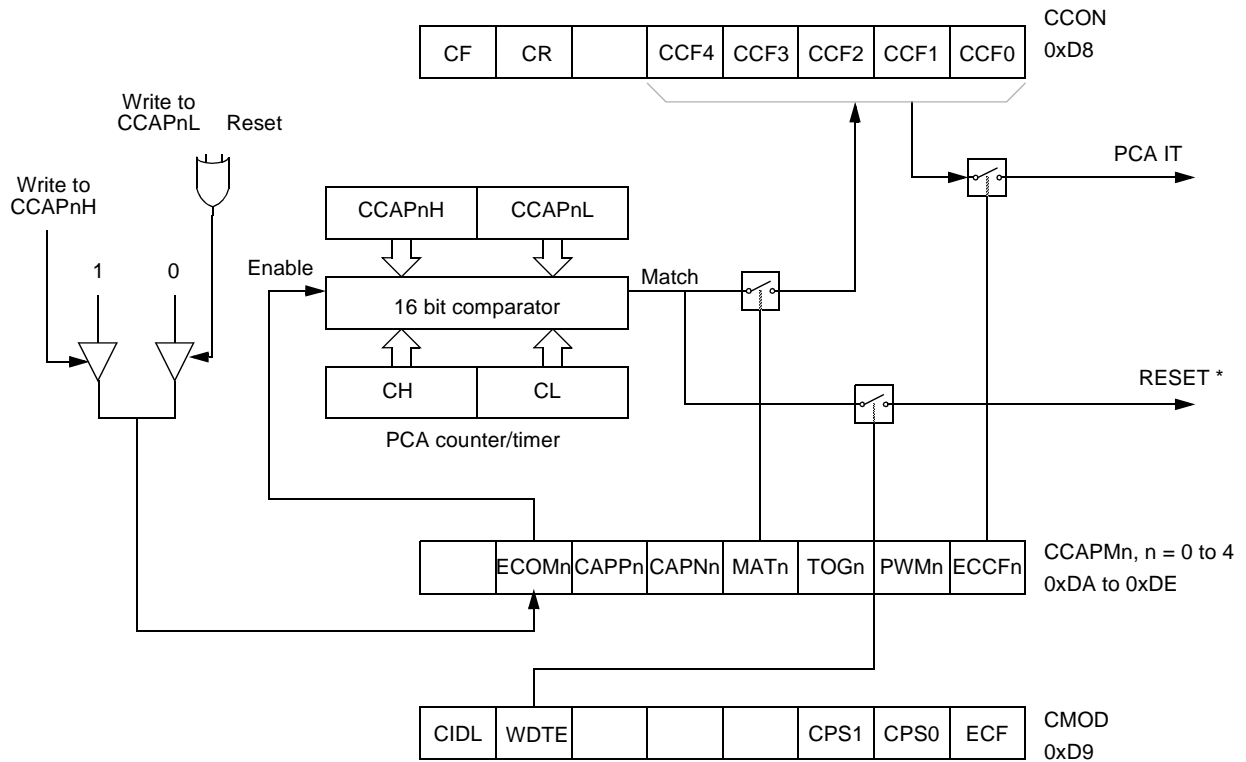 CCON
0xD8
CF CR CCF4 CCF3 CCF2 CCF1 CCF0
Write to
CCAPnL Reset
Write to
CCAPnH
PCA IT
CCAPnH CCAPnL
1 0
Enable
Match
16 bit comparator
CH CL
PCA counter/timer
RESET *
ECOMn CAPPn CAPNn MATn TOGn PWMn ECCFn
CCAPMn, n = 0 to 4
0xDA to 0xDE
CIDL WDTE CPS1 CPS0 ECF
CMOD
0xD9